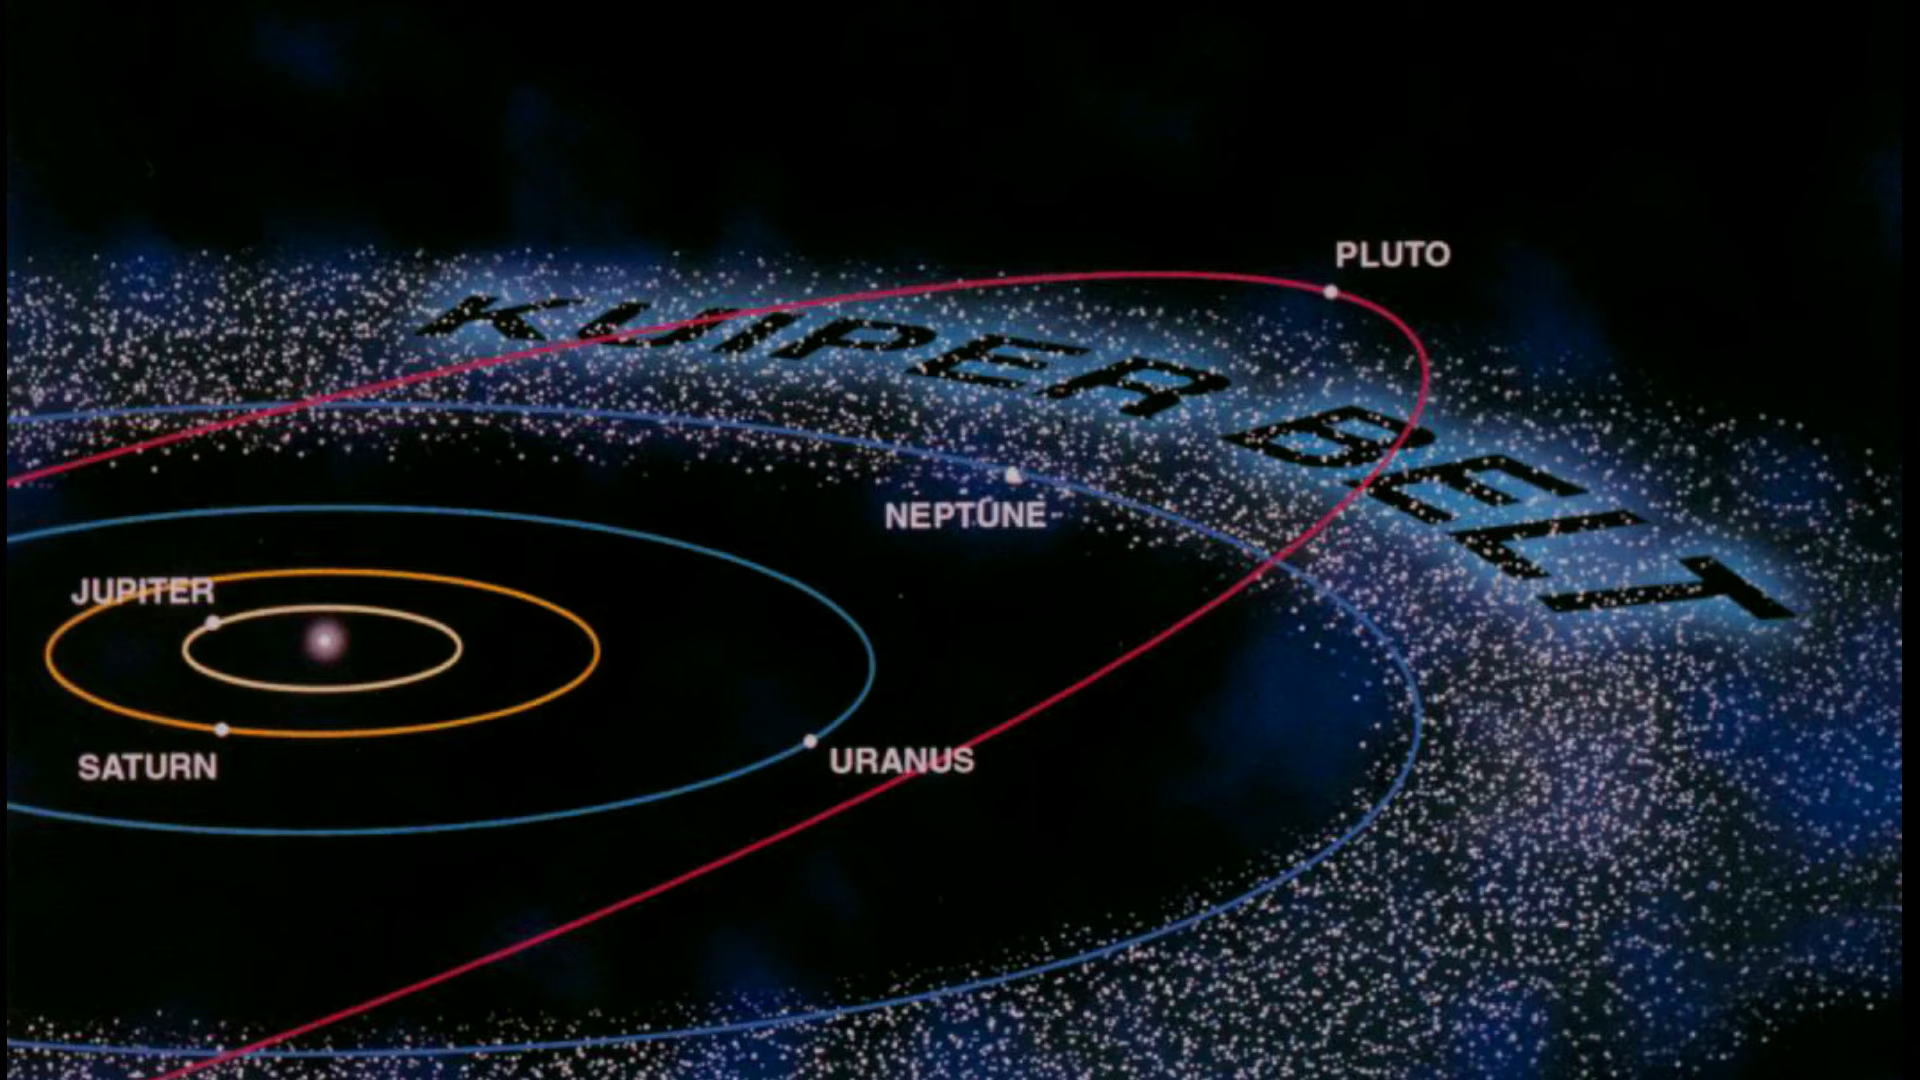 PLUTO
KUIPER BELT
NEPTUNE
JUPITER
SATURN
URANUS